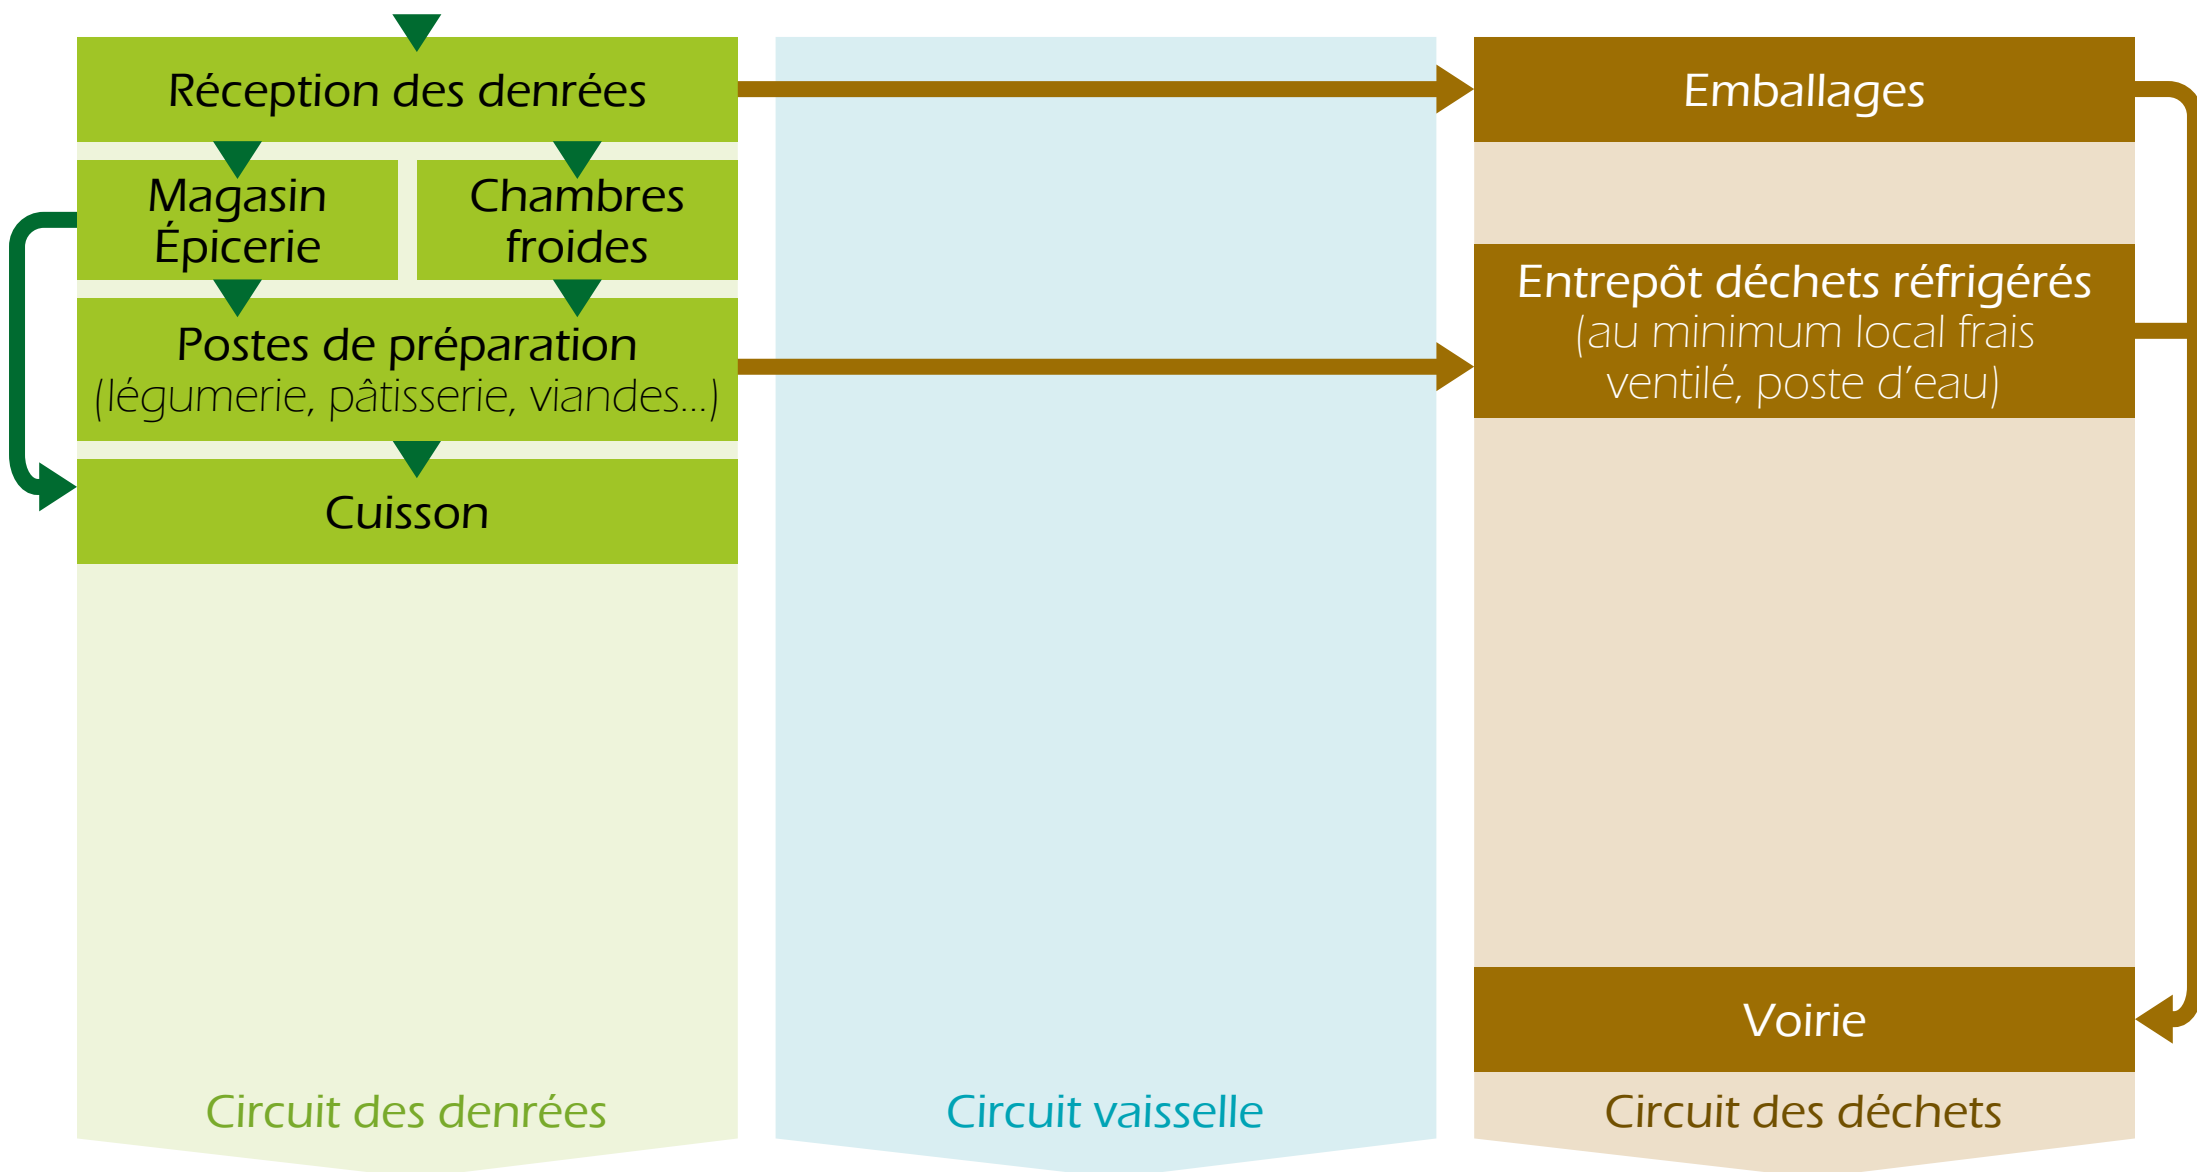 Réception des denrées
Emballages
Magasin
Épicerie
Chambres
froides
Entrepôt déchets réfrigérés
(au minimum local frais
ventilé, poste d’eau)
Postes de préparation
(légumerie, pâtisserie, viandes...)
Cuisson
Voirie
Circuit des denrées
Circuit vaisselle
Circuit des déchets